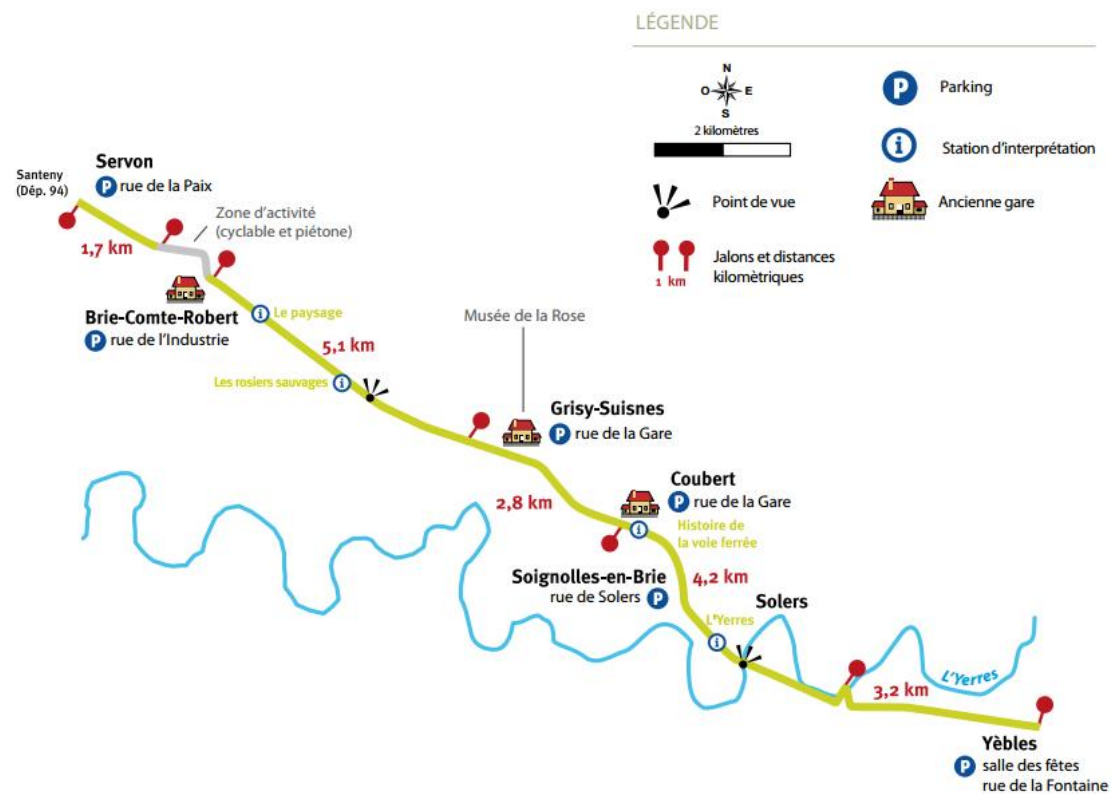 LÉGENDE
N
O E
S
2 kilomètres
Point de vue
1 km
Jalons et distances
kilomètriques
P
Parking
i
Station d'interprétation
Ancienne gare
Santeny
(Dép. 94)
Servon
P rue de la Paix
1,7 km
Zone d'activité
(cyclable et piétone)
Brie-Comte-Robert
P rue de l'Industrie
i Le paysage
5,1 km
Les rosiers sauvages i
Musée de la Rose
Grisy-Suisnes
P rue de la Gare
2,8 km
Coubert
P rue de la Gare
i Histoire de
la voie ferrée
Soignolles-en-Brie
rue de Solers P
4,2 km
Solers
L'Yerres
i
L'Yerres
3,2 km
Yèbles
P salle des fêtes
rue de la Fontaine